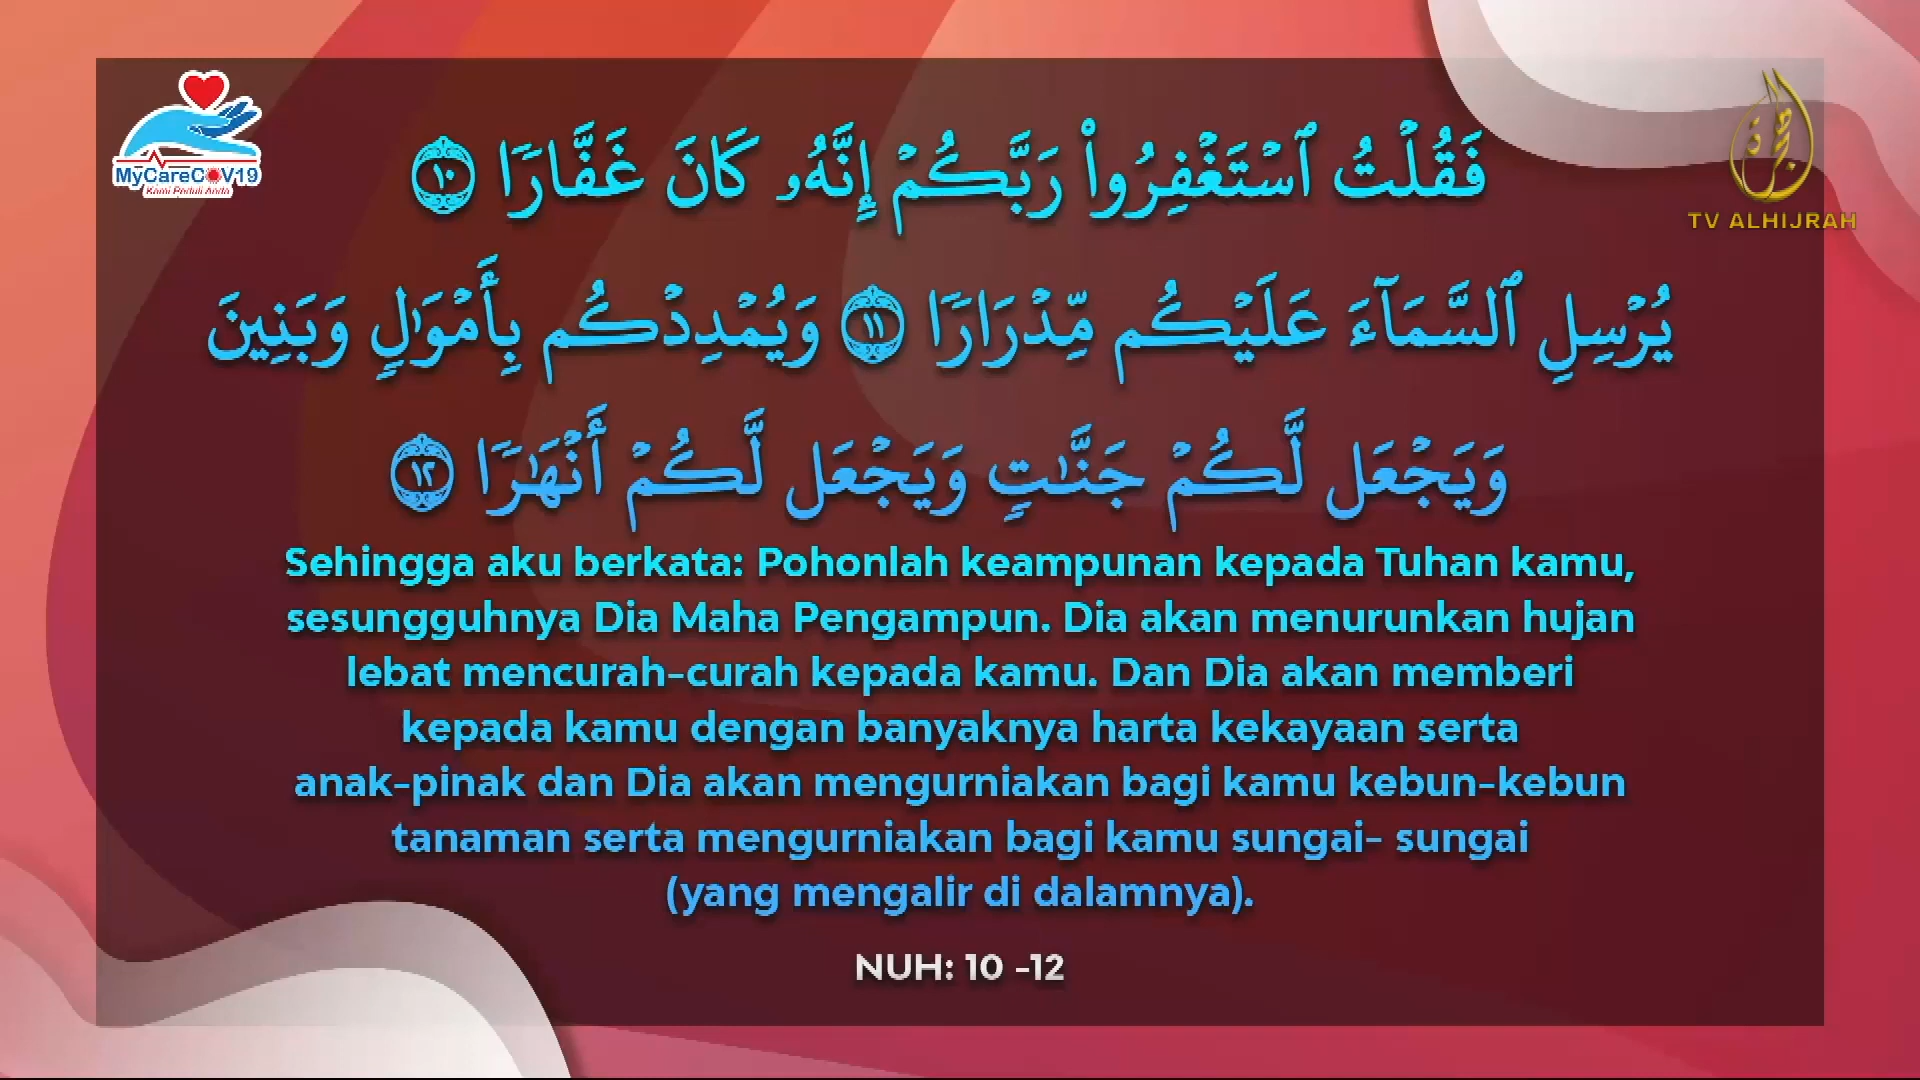 MyCareCOV19
Kami Peduli Anda
TV ALHIJRAH
فَقُلْتُ ٱسْتَغْفِرُوا۟ رَبَّكُمْ إِنَّهُۥ كَانَ غَفَّارًا ١٠
يُرْسِلِ ٱلسَّمَآءَ عَلَيْكُم مِّدْرَارًا ١١ وَيُمْدِدْكُم بِأَمْوَٰلٍ وَبَنِينَ
وَيَجْعَل لَّكُمْ جَنَّـٰتٍ وَيَجْعَل لَّكُمْ أَنْهَـٰرًا ١٢
Sehingga aku berkata: Pohonlah keampunan kepada Tuhan kamu,
sesungguhnya Dia Maha Pengampun. Dia akan menurunkan hujan
lebat mencurah-curah kepada kamu. Dan Dia akan memberi
kepada kamu dengan banyaknya harta kekayaan serta
anak-pinak dan Dia akan mengurniakan bagi kamu kebun-kebun
tanaman serta mengurniakan bagi kamu sungai- sungai
(yang mengalir di dalamnya).
NUH: 10 -12